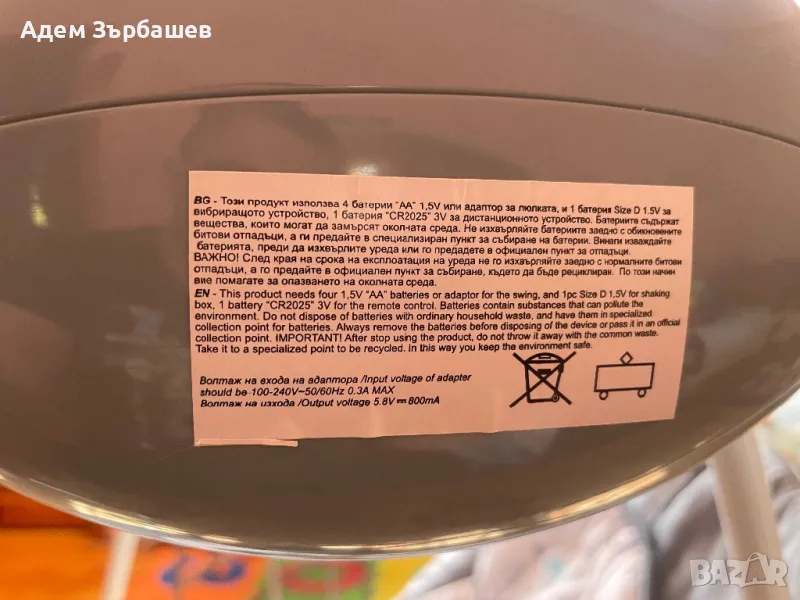 Адем Зърбашев
BG - Този продукт използва 4 батерии "AA" 1,5V или адаптор за люлката, и 1 батерия Size D 1.5V за
вибриращото устройство, 1 батерия "CR2025" 3V за дистанционното устройство. Батериите съдържат
вещества, които могат да замърсят околната среда. Не изхвърляйте батериите заедно с обикновените
битови отпадъци, а ги предайте в специализиран пункт за събиране на батерии. Винаги изваждайте
батерията, преди да изхвърлите уреда или го предадете в официален пункт за отпадъци.
ВАЖНО! След края на срока на експлоатация на уреда не го изхвърляйте заедно с нормалните битови
отпадъци, а го предайте в официален пункт за събиране, където да бъде рециклиран. По този начин
вие помагате за опазването на околната среда.
EN - This product needs four 1,5V "AA" batteries or adaptor for the swing, and 1pc Size D 1,5V for shaking
box, 1 battery "CR2025" 3V for the remote control. Batteries contain substances that can pollute the
environment. Do not dispose of batteries with ordinary household waste, and have them in specialized
collection point for batteries. Always remove the batteries before disposing of the device or pass it in an official
collection point. IMPORTANT! After stop using the product, do not throw it away with the common waste.
Take it to a specialized point to be recycled. In this way you keep the environment safe.
Волтаж на входа на адаптора /Input voltage of adapter
should be 100-240V~50/60Hz 0.3A MAX
Волтаж на изхода /Output voltage 5.8V⎓800mA
BAZAR